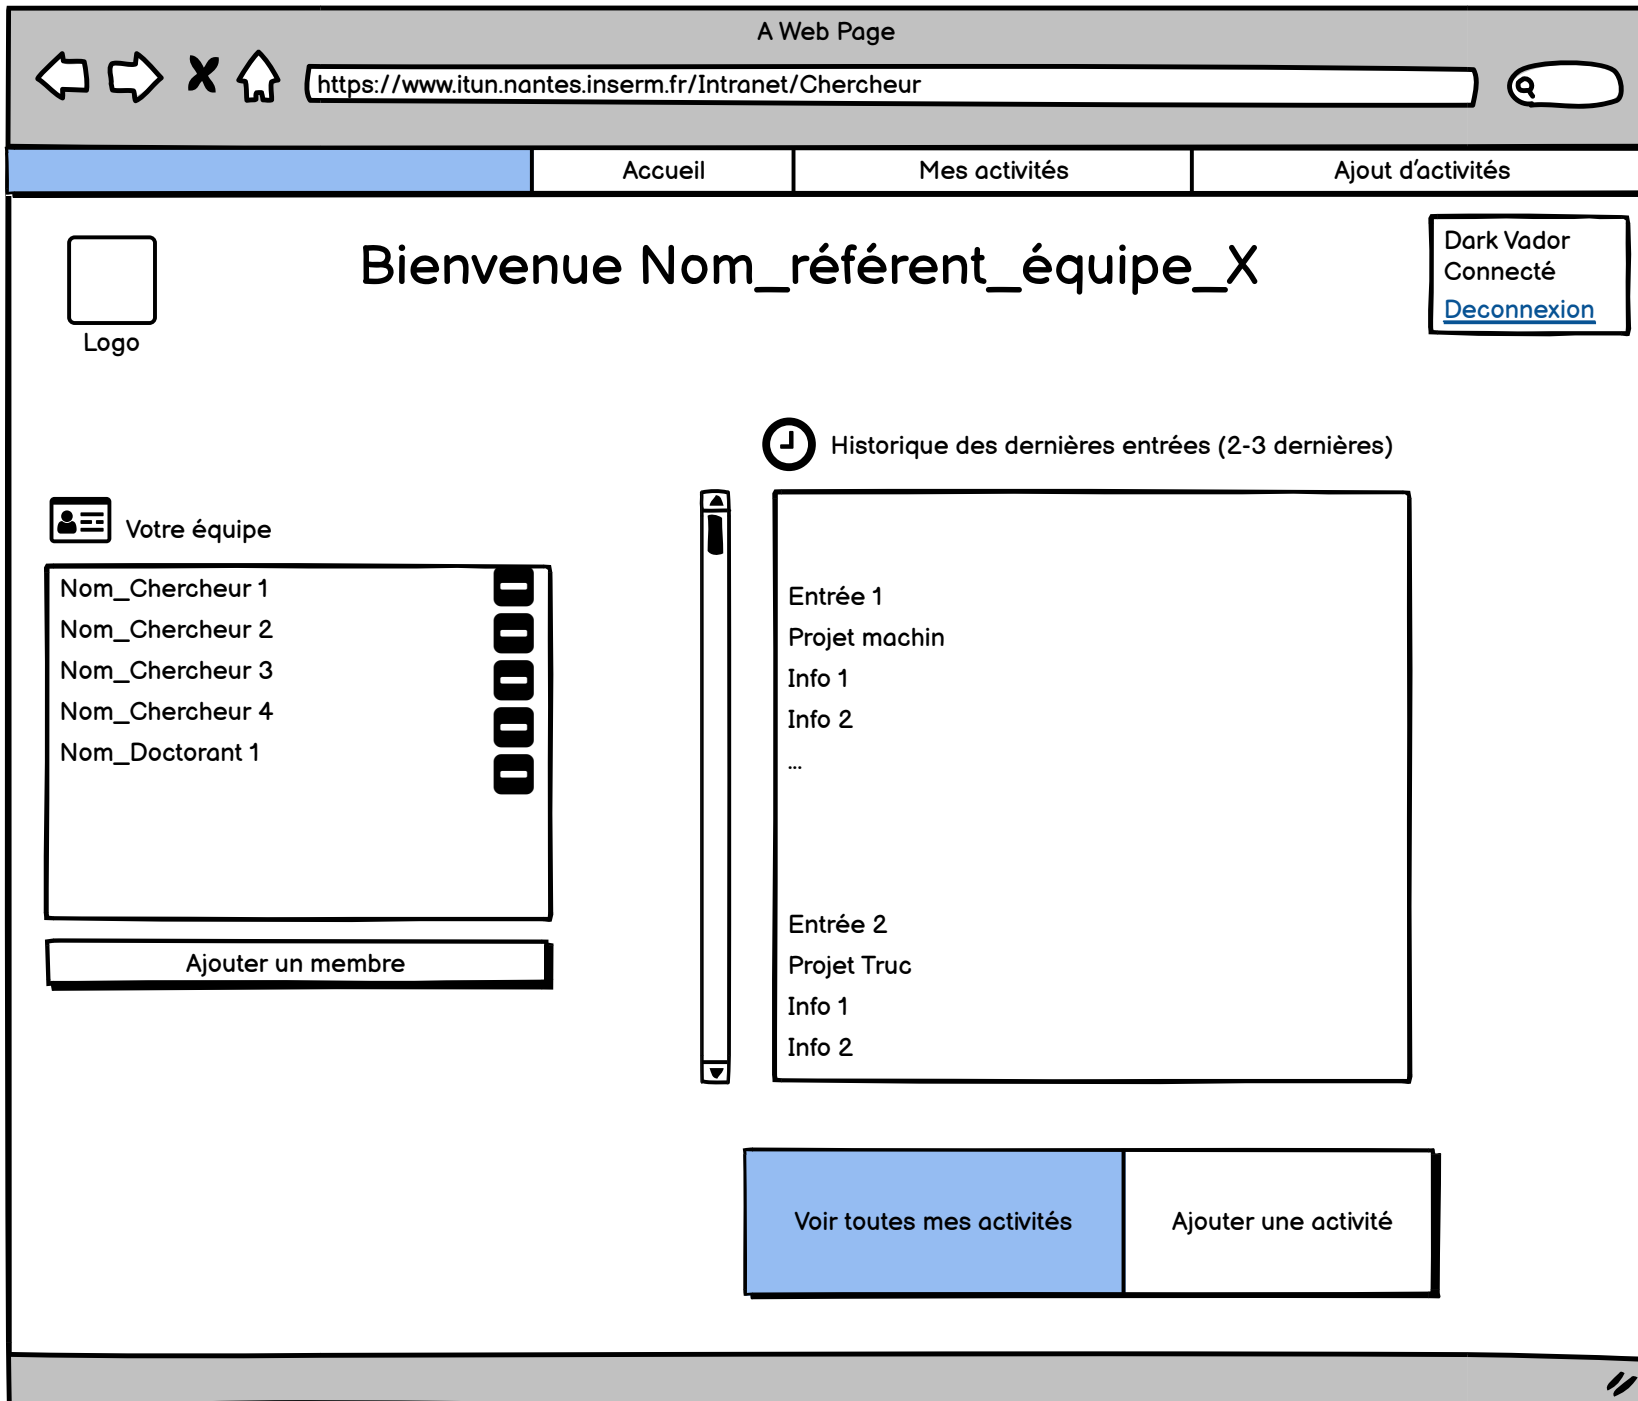 A Web Page
https://www.itun.nantes.inserm.fr/Intranet/Chercheur
Accueil
Mes activités
Ajout d'activités
Bienvenue Nom_référent_équipe_X
Dark Vador
Connecté
Deconnexion
Logo
Historique des dernières entrées (2-3 dernières)
Votre équipe
Nom_Chercheur 1
Nom_Chercheur 2
Nom_Chercheur 3
Nom_Chercheur 4
Nom_Doctorant 1
Ajouter un membre
Entrée 1
Projet machin
Info 1
Info 2
...
Entrée 2
Projet Truc
Info 1
Info 2
Voir toutes mes activités
Ajouter une activité